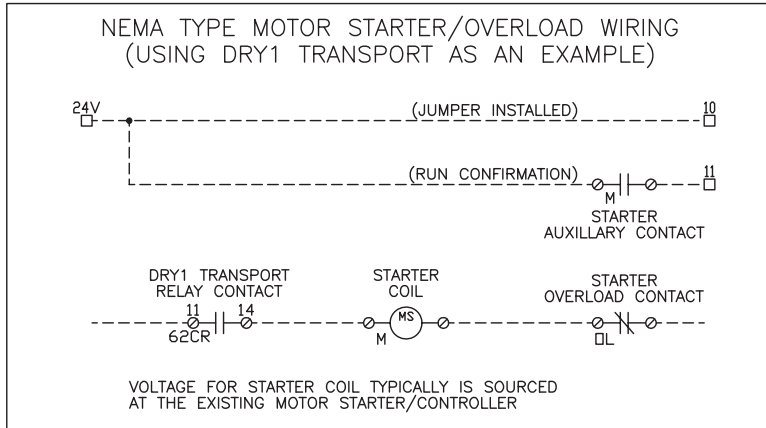 NEMA TYPE MOTOR STARTER/OVERLOAD WIRING
(USING DRY1 TRANSPORT AS AN EXAMPLE)
24V
(JUMPER INSTALLED)
10
(RUN CONFIRMATION)
11
M
STARTER
AUXILLARY CONTACT
DRY1 TRANSPORT
RELAY CONTACT
11
14
62CR
STARTER
COIL
MS
M
STARTER
OVERLOAD CONTACT
OL
VOLTAGE FOR STARTER COIL TYPICALLY IS SOURCED
AT THE EXISTING MOTOR STARTER/CONTROLLER